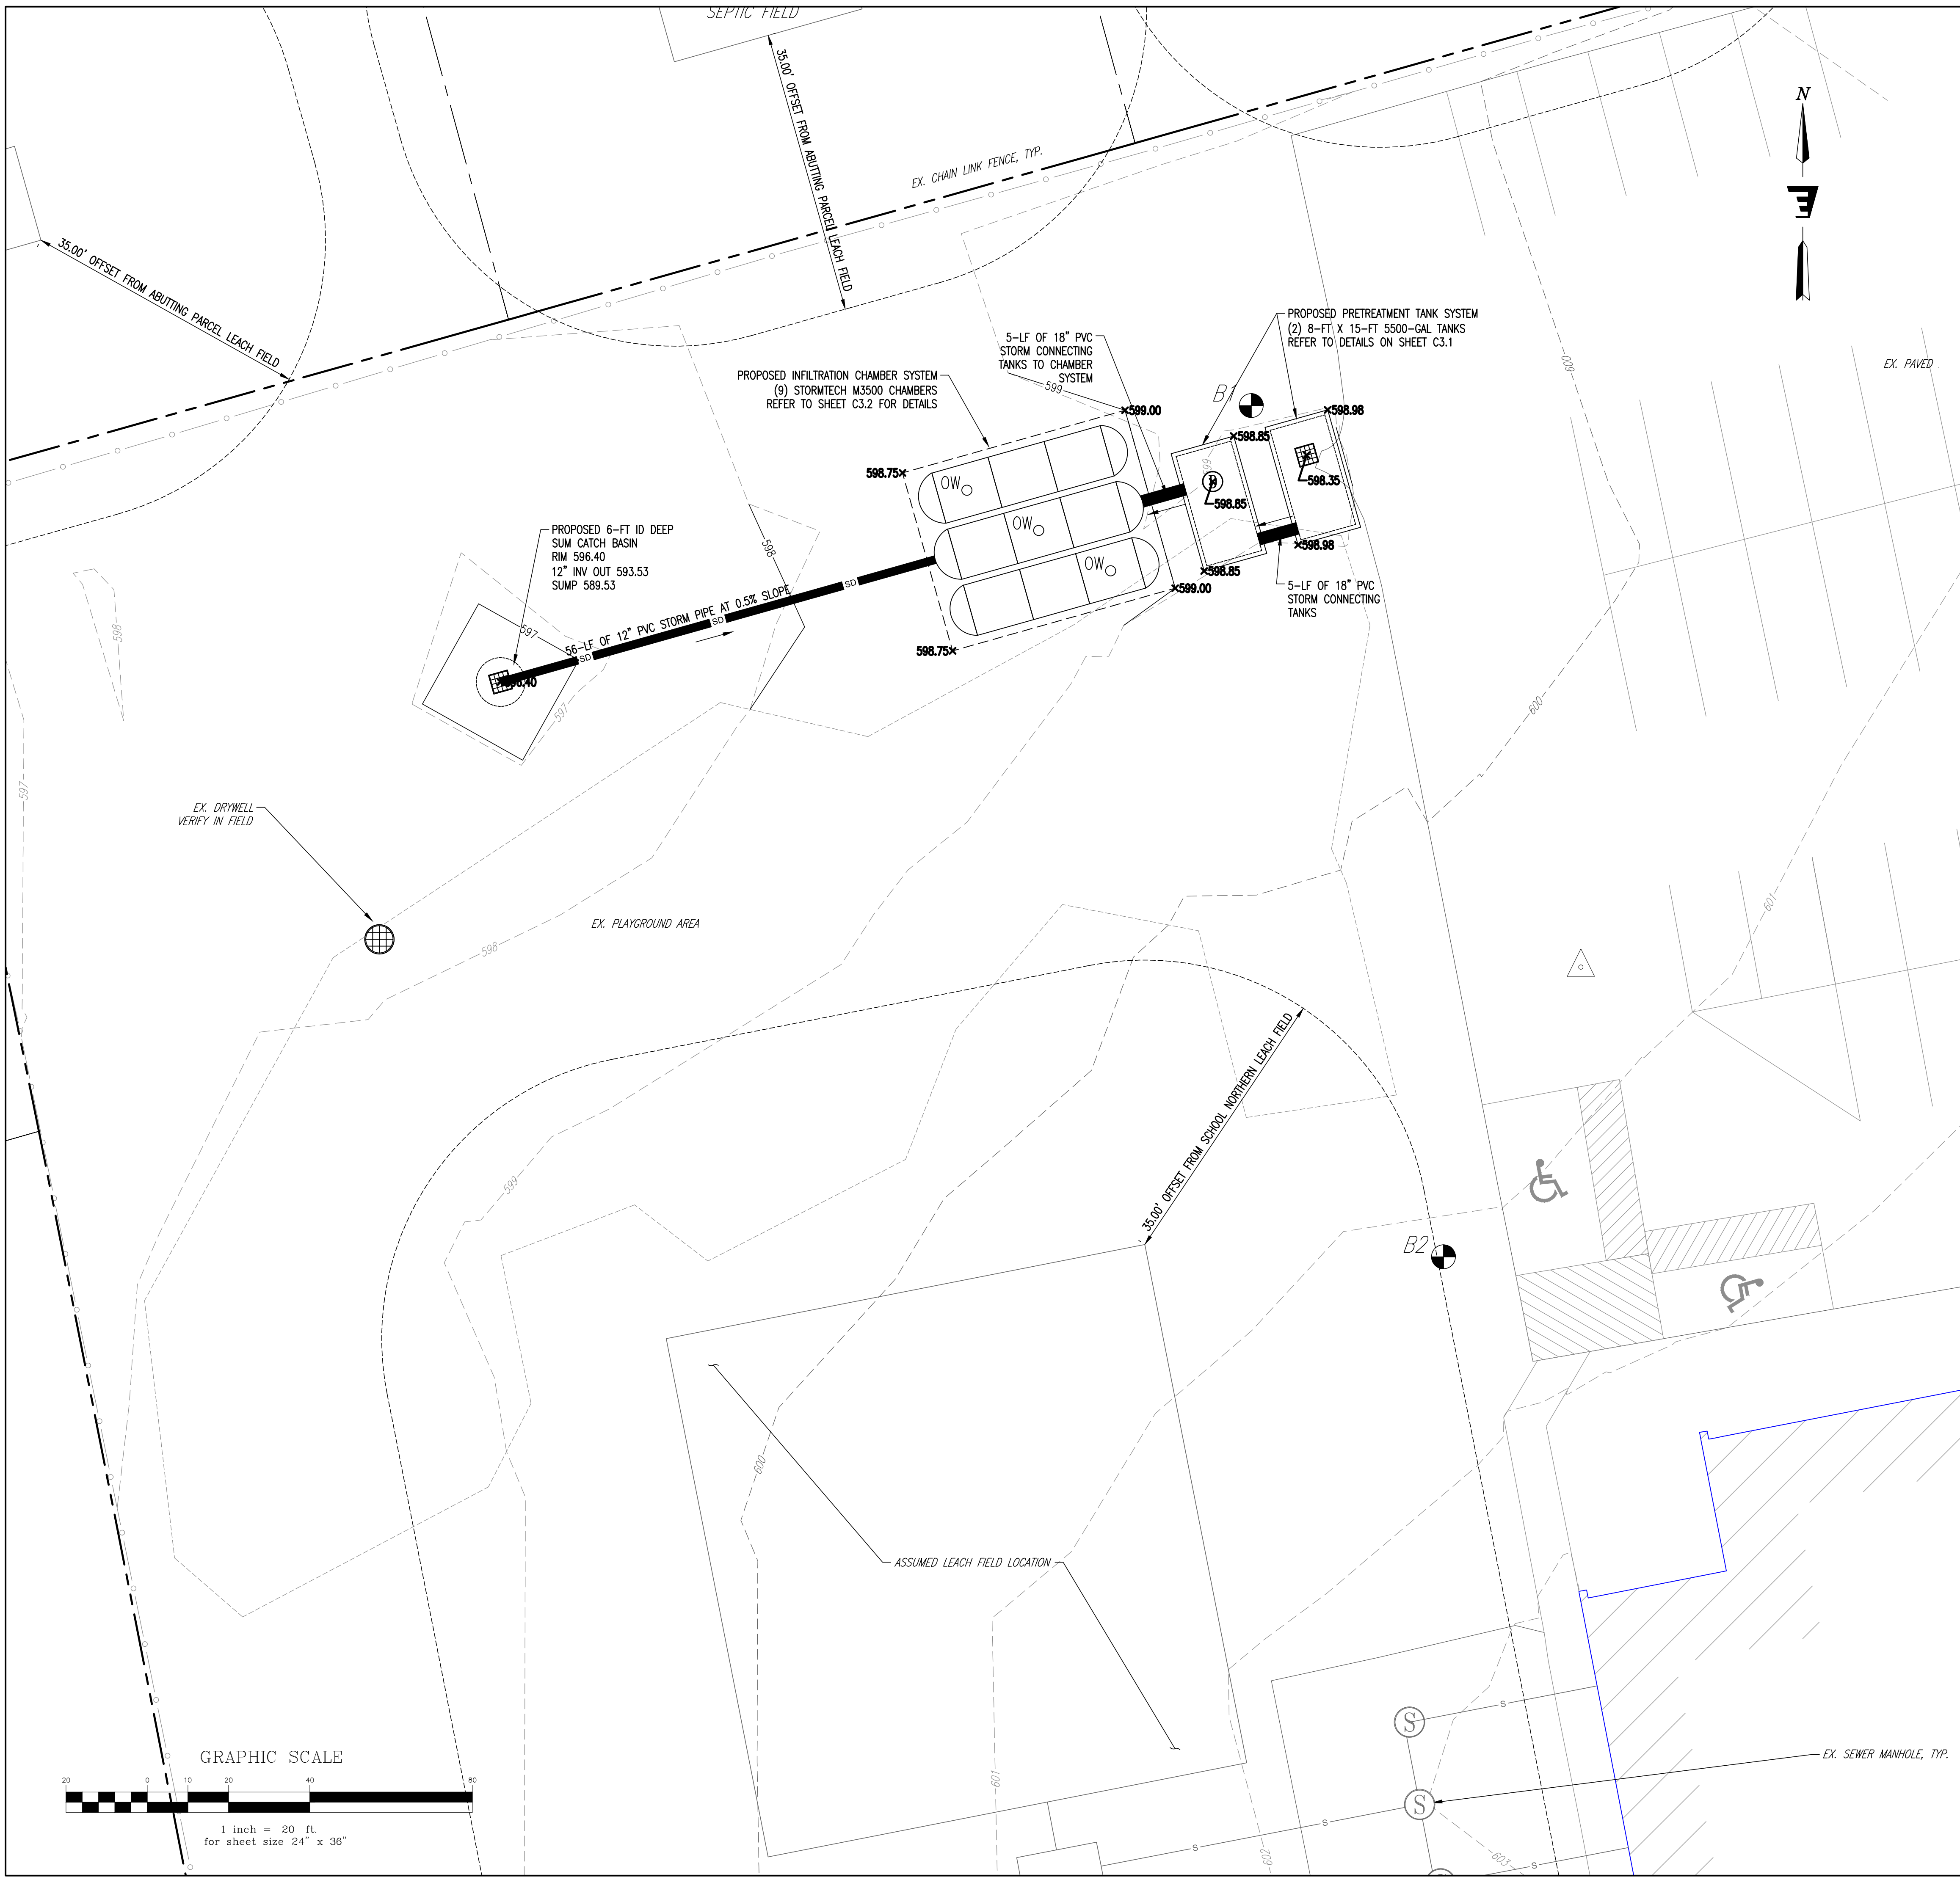 SEPTIC FIELD
35.00' OFFSET FROM ABUTTING PARCEL LEACH FIELD
35.00' OFFSET FROM ABUTTING PARCEL LEACH FIELD
EX. CHAIN LINK FENCE, TYP.
N
EX. PAVED
600
PROPOSED PRETREATMENT TANK SYSTEM
(2) 8-FT X 15-FT 5500-GAL TANKS
REFER TO DETAILS ON SHEET C3.1
5-LF OF 18" PVC
STORM CONNECTING
TANKS TO CHAMBER
SYSTEM
PROPOSED INFILTRATION CHAMBER SYSTEM
(9) STORMTECH M3500 CHAMBERS
REFER TO SHEET C3.2 FOR DETAILS
599
B1
599.00
598.98
598.85
598.75
599
598.35
598.85
OW
OW
OW
598.98
598.85
599.00
598.75
5-LF OF 18" PVC
STORM CONNECTING
TANKS
PROPOSED 6-FT ID DEEP
SUM CATCH BASIN
RIM 596.40
12" INV OUT 593.53
SUMP 589.53
598
SD
SD
SD
56-LF OF 12" PVC STORM PIPE AT 0.5% SLOPE
597
597
598
597
600
EX. DRYWELL
VERIFY IN FIELD
EX. PLAYGROUND AREA
598
601
35.00' OFFSET FROM SCHOOL NORTHERN LEACH FIELD
599
B2
600
ASSUMED LEACH FIELD LOCATION
S
S
S
S
S
S
EX. SEWER MANHOLE, TYP.
601
602
603
GRAPHIC SCALE
20 0 10 20 40 80
1 inch = 20 ft.
for sheet size 24" x 36"